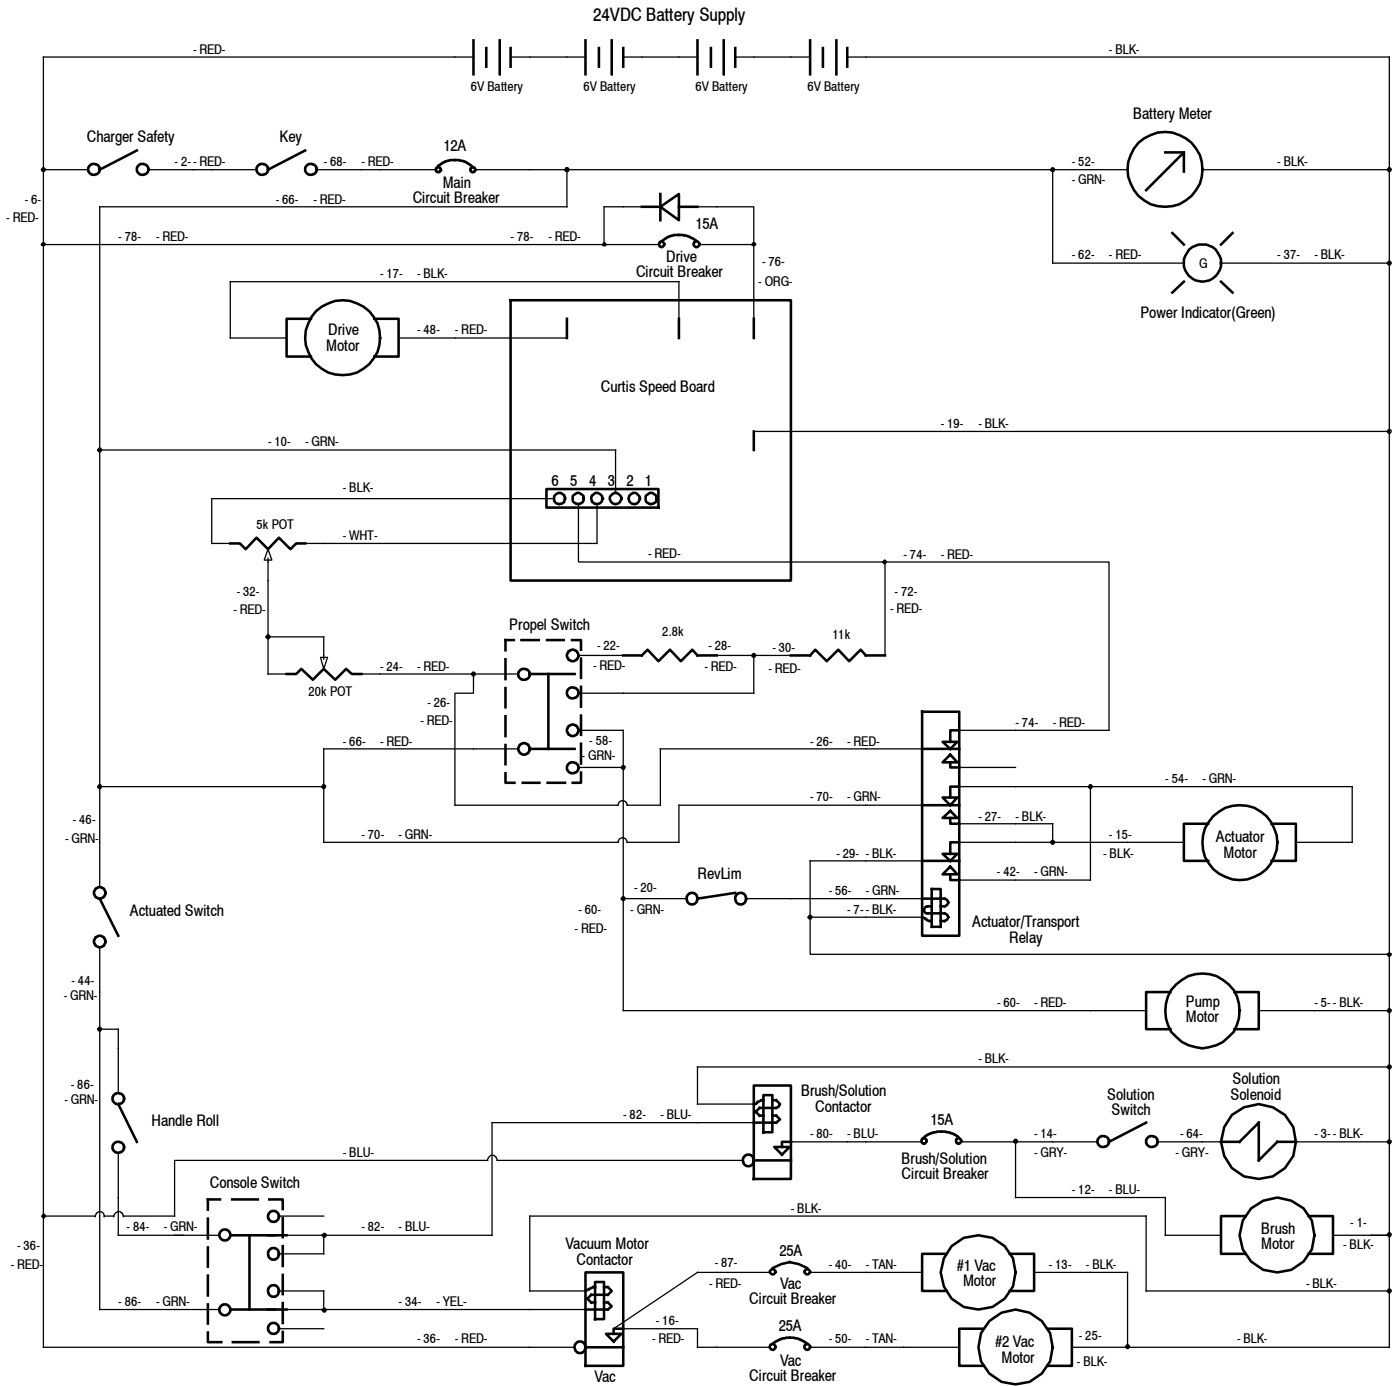 24VDC Battery Supply
- RED-
- BLK-
6V Battery
6V Battery
6V Battery
6V Battery
Battery Meter
Charger Safety
Key
12A
- 2-- RED-
- 68- - RED-
- 52-
- GRN-
- BLK-
Main
Circuit Breaker
- 6-
- RED-
- 66- - RED-
15A
- 78- - RED-
- 78- - RED-
Drive
Circuit Breaker
- 76-
- ORG-
- 62- - RED-
G
- 37- - BLK-
Power Indicator(Green)
- 17- - BLK-
Drive
Motor
- 48- - RED-
Curtis Speed Board
- 19- - BLK-
- 10- - GRN-
6 5 4 3 2 1
- BLK-
5k POT
- WHT-
- RED-
- 74- - RED-
- 32-
- RED-
- 72-
- RED-
Propel Switch
- 22-
- RED-
2.8k
- 28-
- RED-
- 30-
- RED-
11k
- 24- - RED-
20k POT
- 26-
- RED-
- 74- - RED-
- 66- - RED-
- 58-
- GRN-
- 26- - RED-
- 54- - GRN-
- 70- - GRN-
- 46-
- GRN-
- 70- - GRN-
- 27- - BLK-
- 15-
- BLK-
Actuator
Motor
- 29- - BLK-
- 42- - GRN-
RevLim
- 20-
- GRN-
- 56- - GRN-
- 7-- BLK-
- 60-
- RED-
Actuated Switch
Actuator/Transport
Relay
- 44-
- GRN-
- 60- - RED-
Pump
Motor
- 5-- BLK-
- BLK-
- 86-
- GRN-
Handle Roll
Brush/Solution
Contactor
- 82- - BLU-
- 80- - BLU-
15A
Brush/Solution
Circuit Breaker
- 14-
- GRY-
Solution
Switch
- 64-
- GRY-
Solution
Solenoid
- 3-- BLK-
- BLU-
Console Switch
- 12- - BLU-
- 84- - GRN-
- 82- - BLU-
- BLK-
Brush
Motor
- 1-
- BLK-
- 36-
- RED-
Vacuum Motor
Contactor
- 87-
- RED-
25A
Vac
Circuit Breaker
- 40- - TAN-
#1 Vac
Motor
- 13- - BLK-
- BLK-
- 86- - GRN-
- 34- - YEL-
- 16-
- RED-
25A
Vac
Circuit Breaker
- 50- - TAN-
#2 Vac
Motor
- 25-
- BLK-
- BLK-
- 36- - RED-
Vac